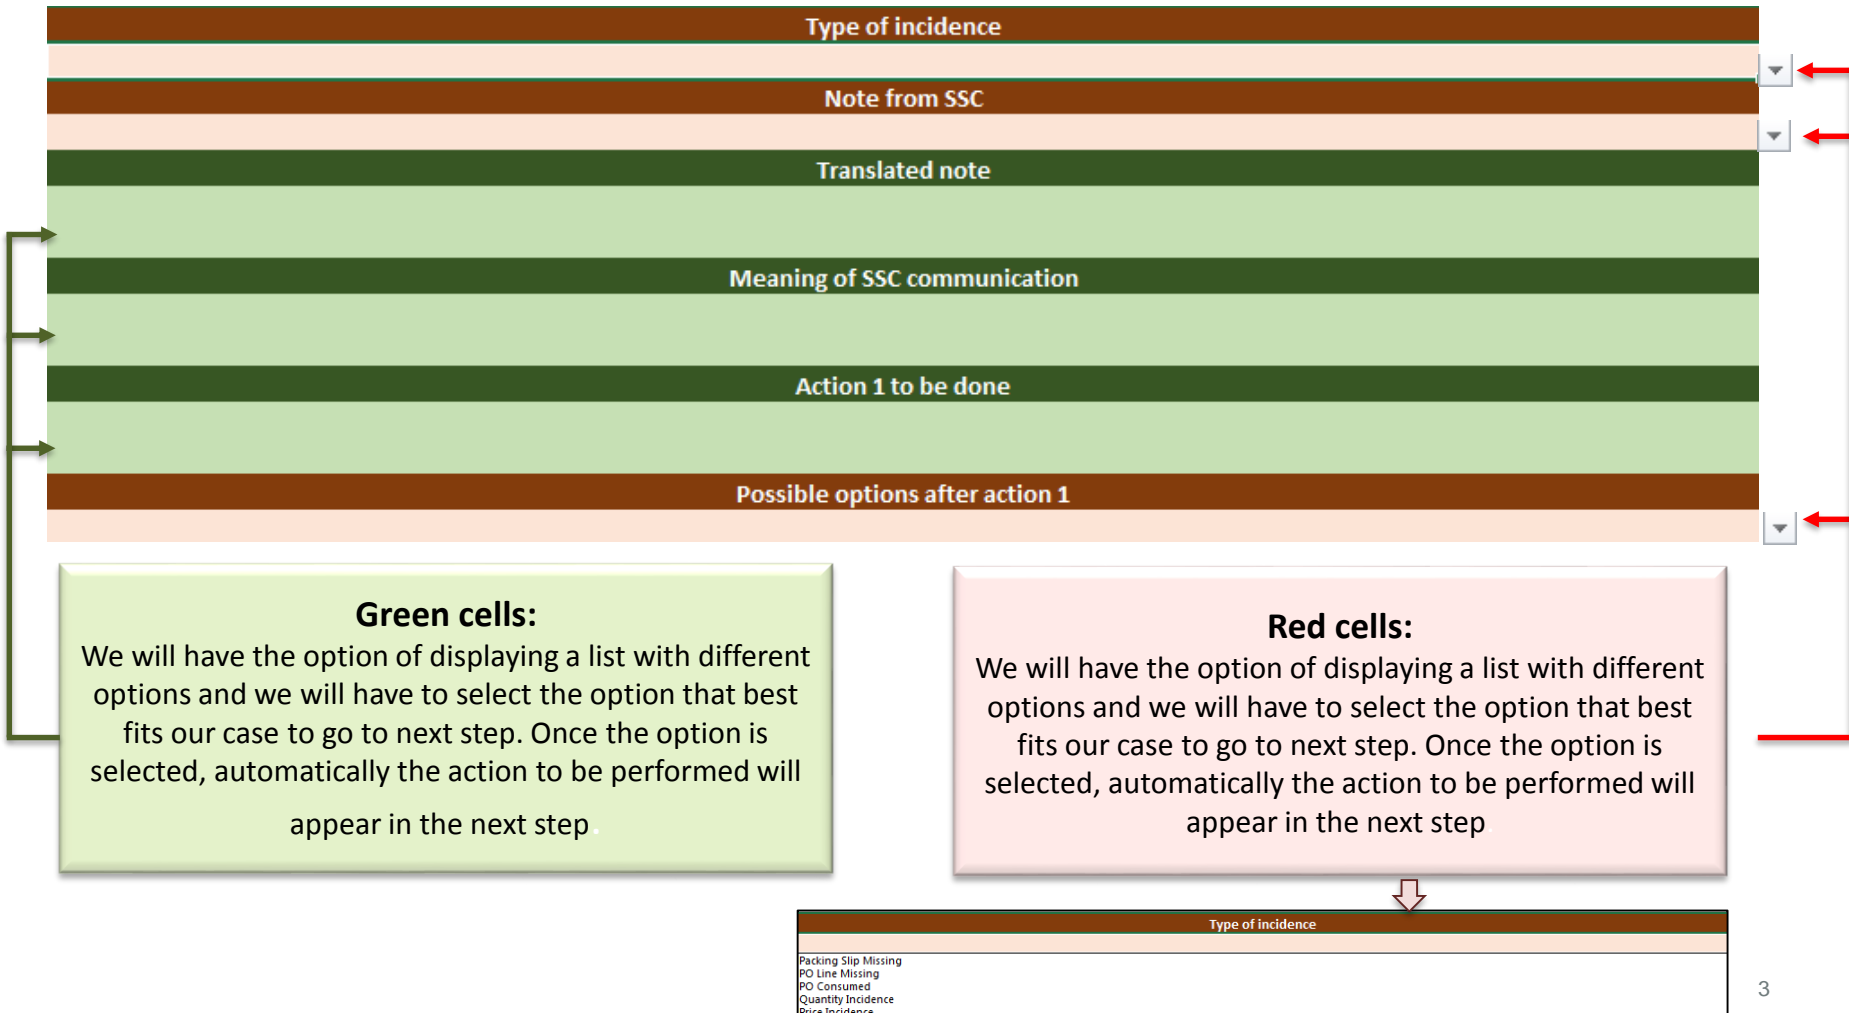 Type of incidence
Note from SSC
Translated note
Meaning of SSC communication
Action 1 to be done
Possible options after action 1
Green cells:
We will have the option of displaying a list with different
options and we will have to select the option that best
fits our case to go to next step. Once the option is
selected, automatically the action to be performed will
appear in the next step.
Red cells:
We will have the option of displaying a list with different
options and we will have to select the option that best
fits our case to go to next step. Once the option is
selected, automatically the action to be performed will
appear in the next step.
Type of incidence
Packing Slip Missing
PO Line Missing
PO Consumed
Quantity Incidence
Price Incidence
3